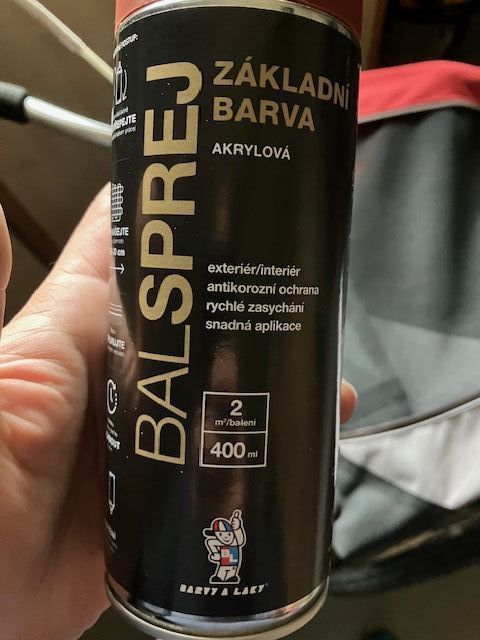 BALSPREJ
ZÁKLADNÍ
BARVA
AKRYLOVÁ
exteriér/interiér
antikorozní ochrana
rychlé zasychání
snadná aplikace
2
m²/balení
400 ml
BL
BARVY A LAKY